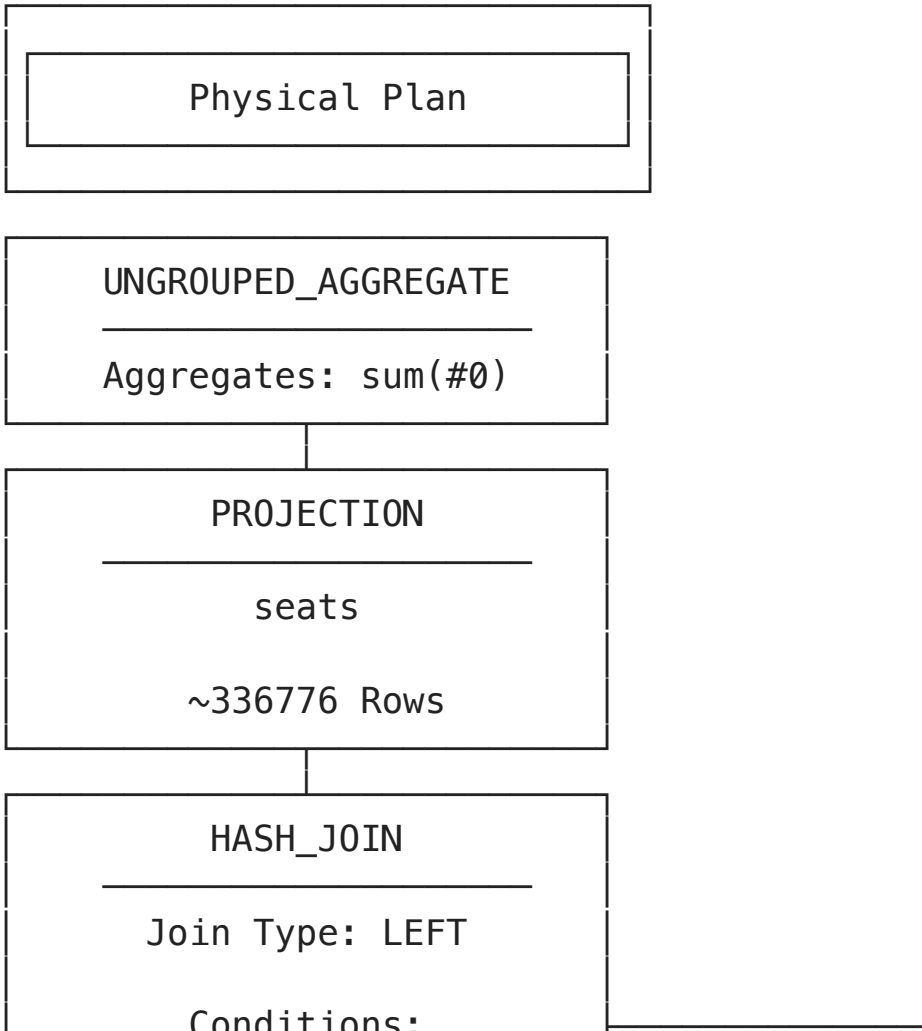 Physical Plan
UNGROUPED_AGGREGATE
Aggregates: sum(#0)
PROJECTION
seats
~336776 Rows
HASH_JOIN
Join Type: LEFT
Conditions: